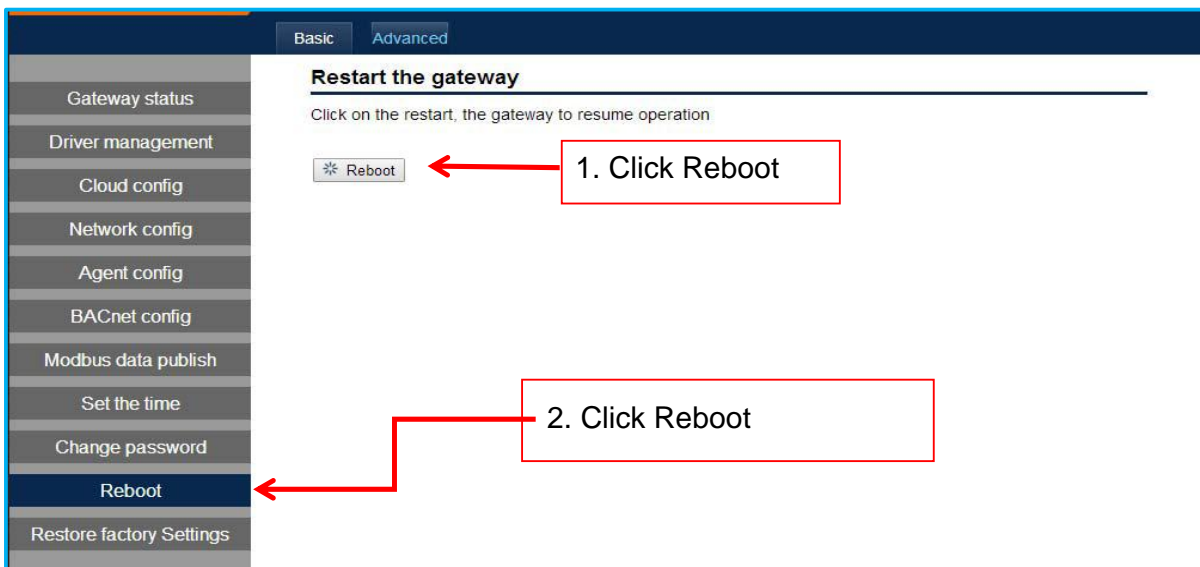 Basic Advanced
Restart the gateway
Click on the restart, the gateway to resume operation
Reboot
1. Click Reboot
2. Click Reboot
Gateway status
Driver management
Cloud config
Network config
Agent config
BACnet config
Modbus data publish
Set the time
Change password
Reboot
Restore factory Settings